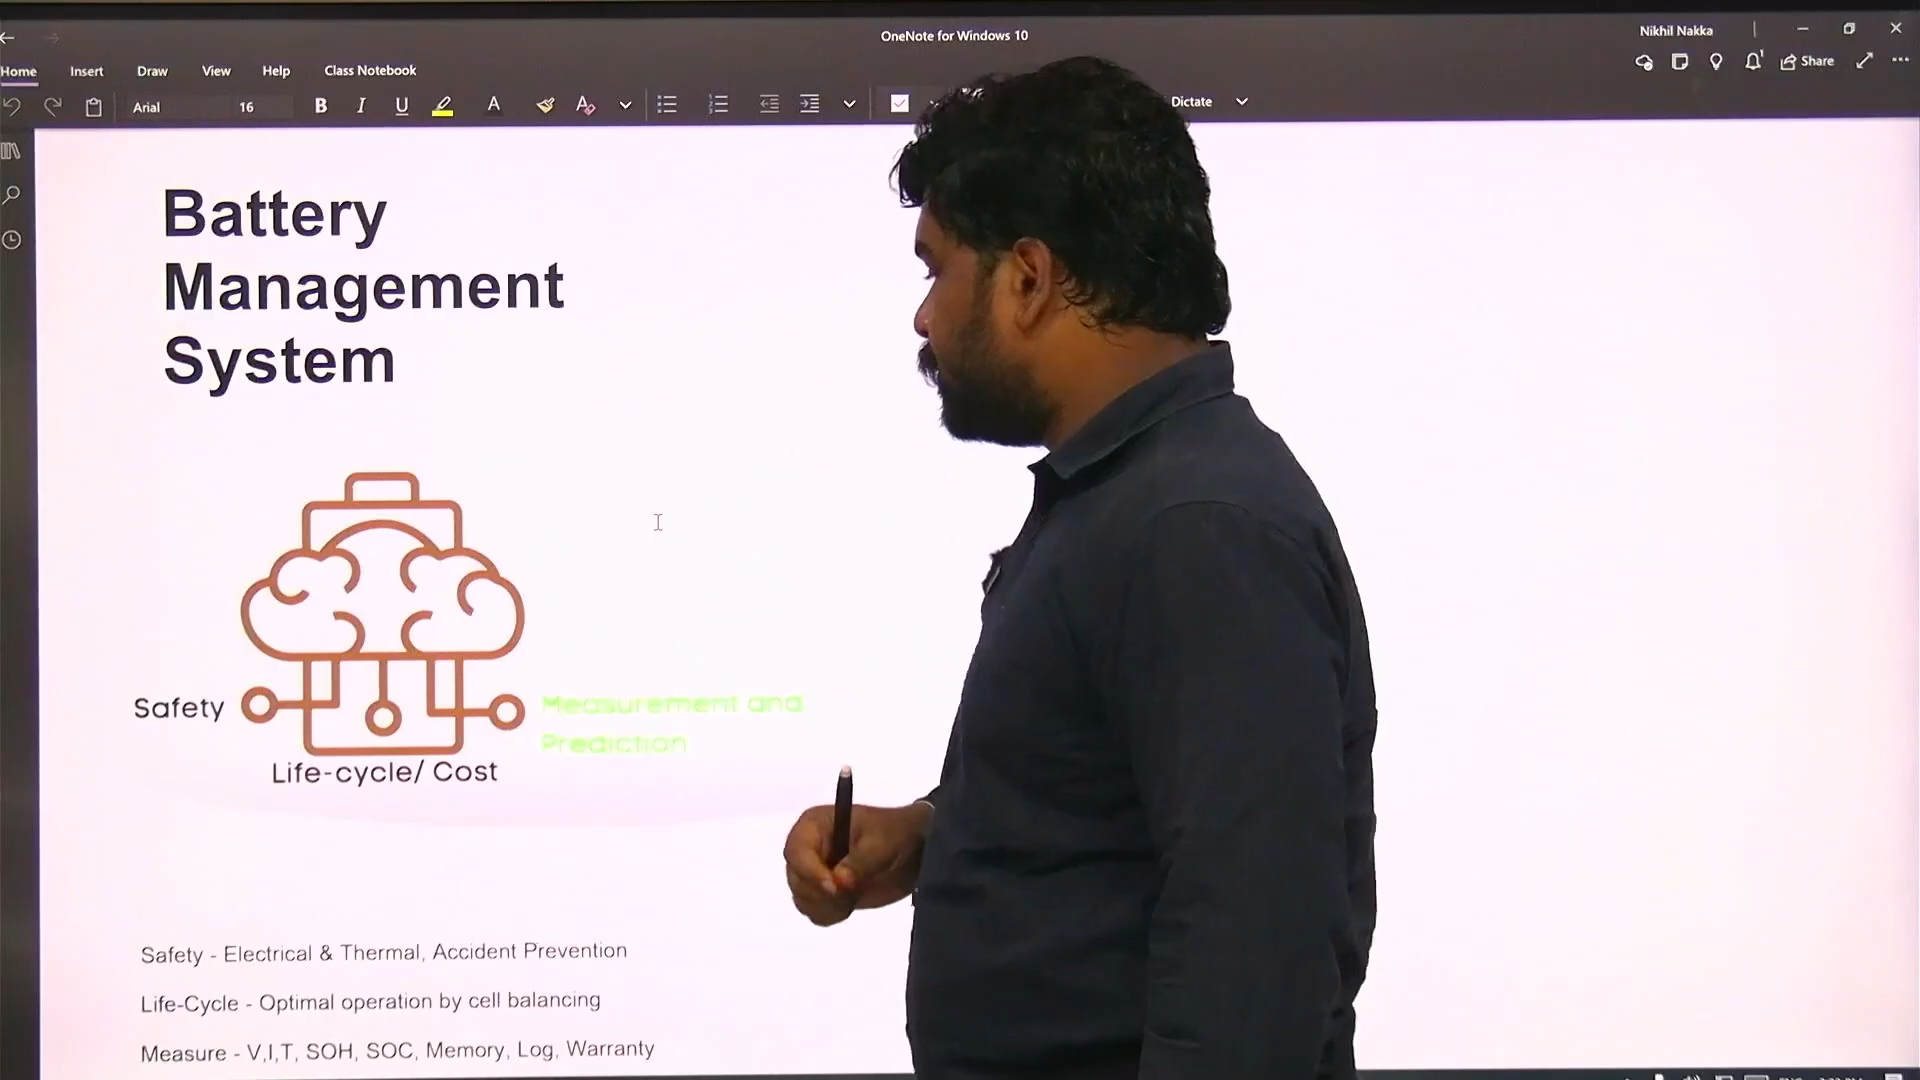 OneNote for Windows 10
Nikhil Nakka
Home Insert Draw View Help Class Notebook
Share
Arial 16 B I U A A
Dictate
Battery
Management
System
Safety
Measurement and
Prediction
Life-cycle/ Cost
Safety - Electrical & Thermal, Accident Prevention
Life-Cycle - Optimal operation by cell balancing
Measure - V,I,T, SOH, SOC, Memory, Log, Warranty